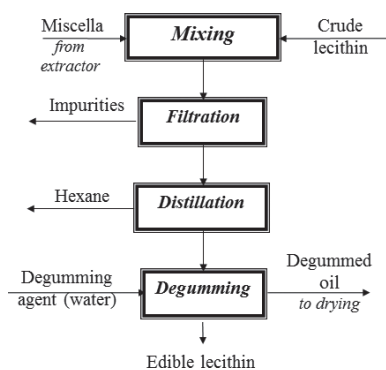 Miscella
from
extractor
Mixing
Crude
lecithin
Impurities
Filtration
Hexane
Distillation
Degumming
agent (water)
Degumming
Degummed
oil
to drying
Edible lecithin